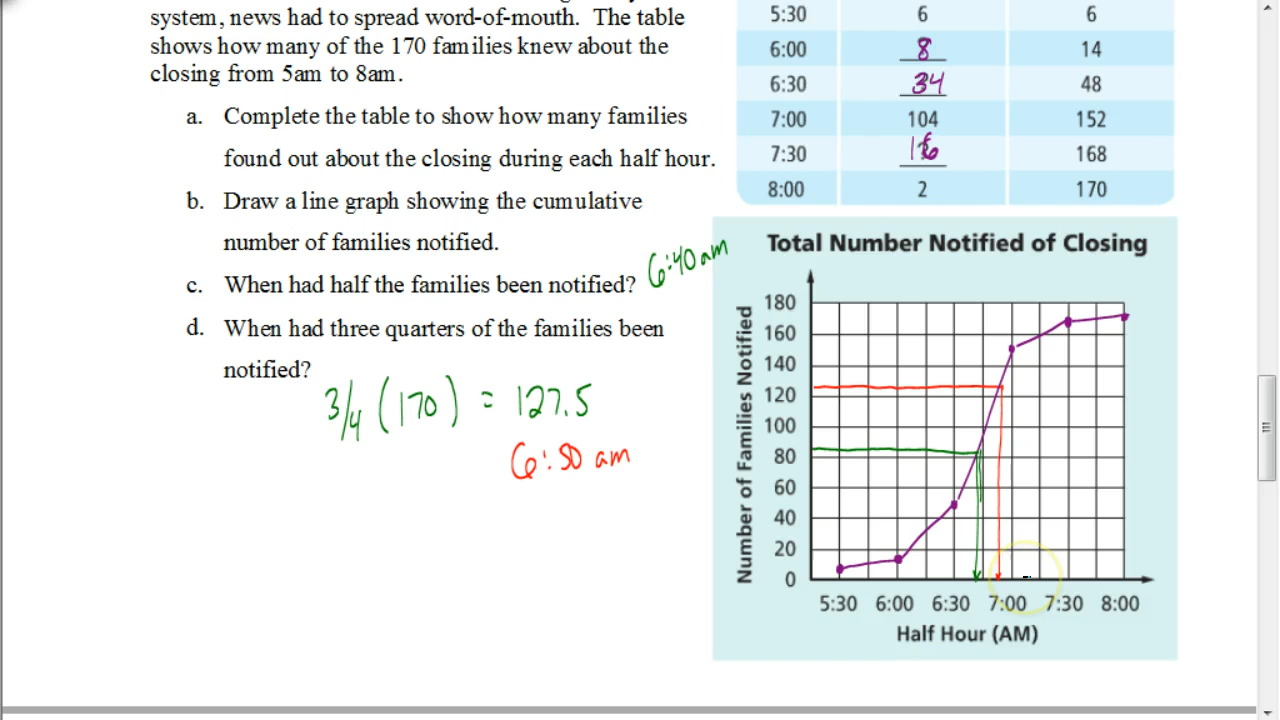 system, news had to spread word-of-mouth. The table
shows how many of the 170 families knew about the
closing from 5am to 8am.
a. Complete the table to show how many families
found out about the closing during each half hour.
b. Draw a line graph showing the cumulative
number of families notified.
c. When had half the families been notified? 6:40 am
d. When had three quarters of the families been
notified?
3/4 (170) = 127.5
6:50 am
5:30 6 6
6:00 8 14
6:30 34 48
7:00 104 152
7:30 16 168
8:00 2 170
Total Number Notified of Closing
Number of Families Notified
180
160
140
120
100
80
60
40
20
0
5:30 6:00 6:30 7:00 7:30 8:00
Half Hour (AM)